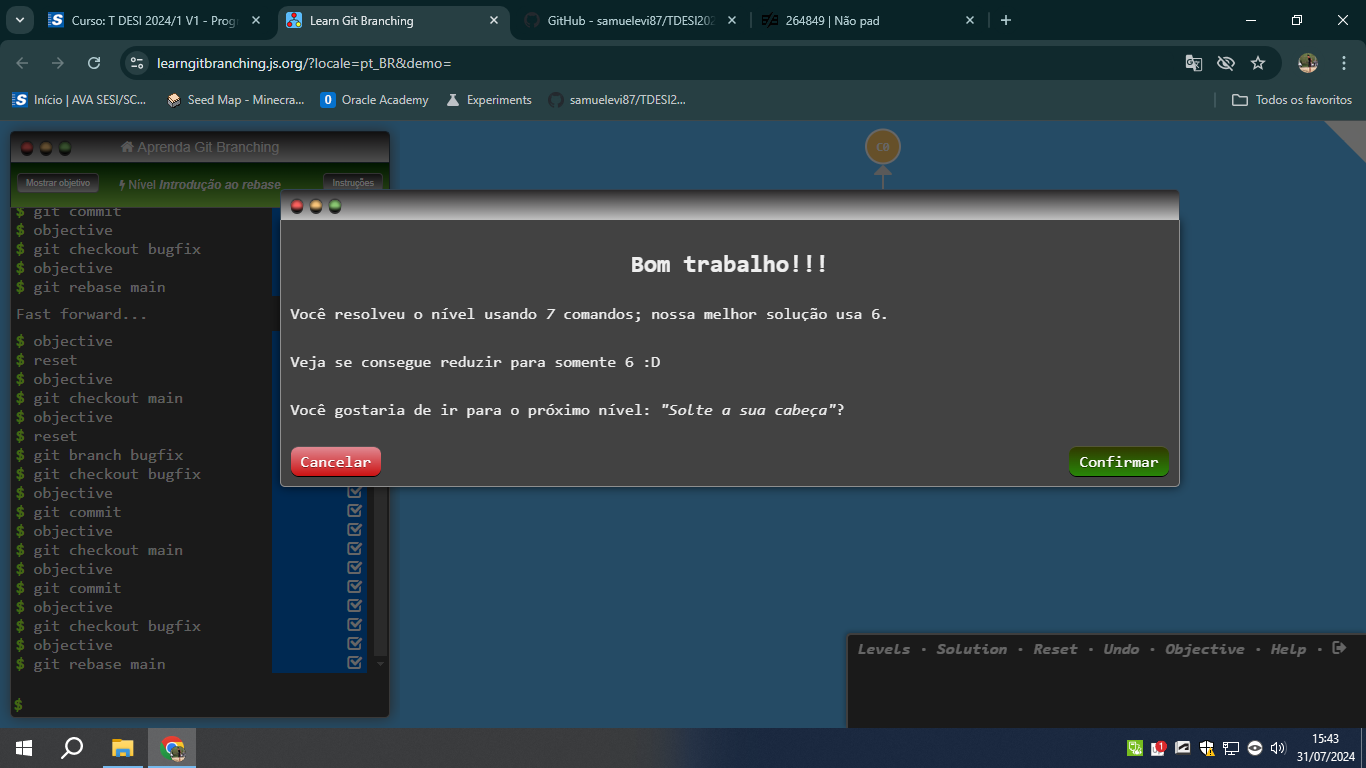 Curso: T DESI 2024/1 V1 - Prog
Learn Git Branching
GitHub - samuelevi87/TDESI202
264849 | Não pad
learngitbranching.js.org/?locale=pt_BR&demo=
Início | AVA SESI/SC...
Seed Map - Minecra...
Oracle Academy
Experiments
samuelevi87/TDESI2...
Todos os favoritos
Aprenda Git Branching
Mostrar objetivo
Nível Introdução ao rebase
Instruções
$ git commit
$ objective
$ git checkout bugfix
$ objective
$ git rebase main
Fast forward...
$ objective
$ reset
$ objective
$ git checkout main
$ objective
$ reset
$ git branch bugfix
$ git checkout bugfix
$ objective
$ git commit
$ objective
$ git checkout main
$ objective
$ git commit
$ objective
$ git checkout bugfix
$ objective
$ git rebase main
$
C0
Bom trabalho!!!
Você resolveu o nível usando 7 comandos; nossa melhor solução usa 6.
Veja se consegue reduzir para somente 6 :D
Você gostaria de ir para o próximo nível: "Solte a sua cabeça"?
Cancelar
Confirmar
Levels · Solution · Reset · Undo · Objective · Help ·
1
15:43
31/07/2024